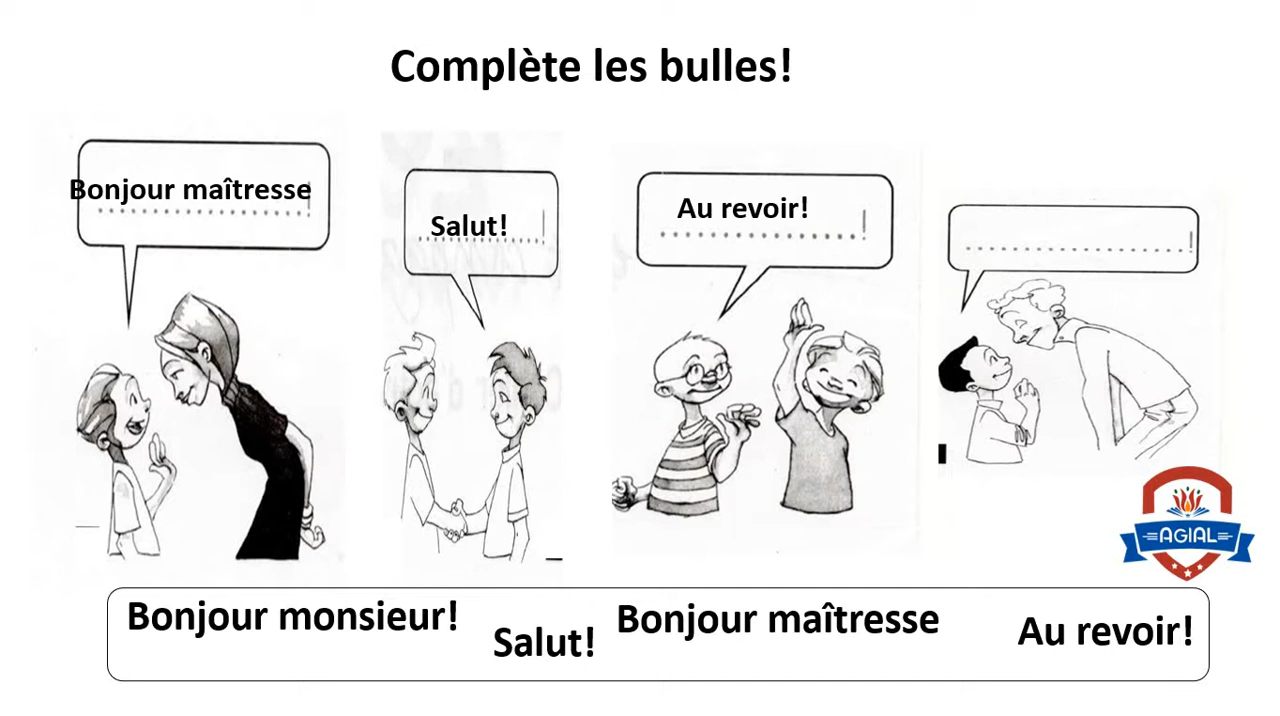 Complète les bulles!
Bonjour maîtresse
Salut!
Au revoir!
AGIAL
Bonjour monsieur!
Salut!
Bonjour maîtresse
Au revoir!